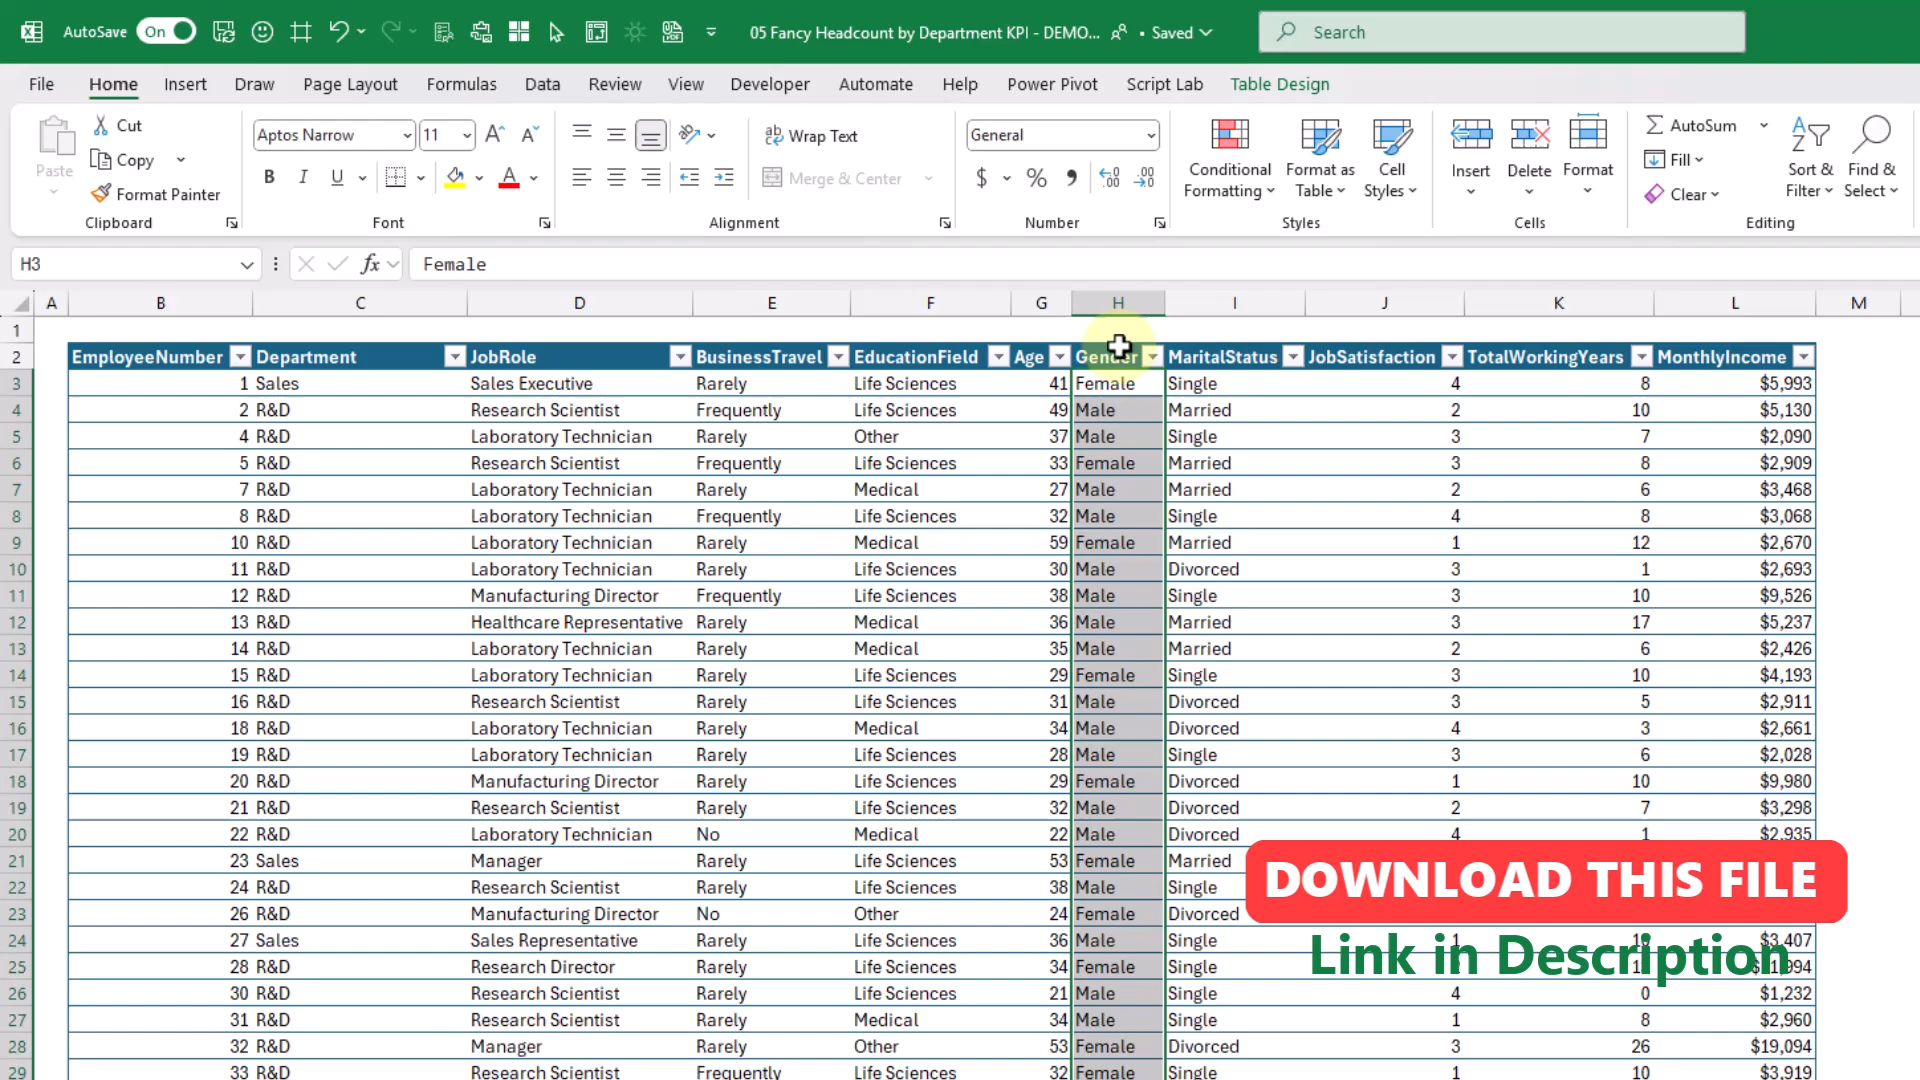 AutoSave On 05 Fancy Headcount by Department KPI - DEMO... • Saved Search
File Home Insert Draw Page Layout Formulas Data Review View Developer Automate Help Power Pivot Script Lab Table Design
Paste Cut Copy Format Painter Clipboard
Aptos Narrow 11 A A B I U A Font
ab Wrap Text Merge & Center Alignment
General $ % 9 .00 .00 Number
Conditional Formatting Format as Table Cell Styles Styles
Insert Delete Format Cells
AutoSum Fill Clear Sort & Filter Find & Select Editing
H3 fx Female
A B C D E F G H I J K L M
1
2 EmployeeNumber Department JobRole BusinessTravel EducationField Age Gender MaritalStatus JobSatisfaction TotalWorkingYears MonthlyIncome
3 1 Sales Sales Executive Rarely Life Sciences 41 Female Single 4 8 $5,993
4 2 R&D Research Scientist Frequently Life Sciences 49 Male Married 2 10 $5,130
5 4 R&D Laboratory Technician Rarely Other 37 Male Single 3 7 $2,090
6 5 R&D Research Scientist Frequently Life Sciences 33 Female Married 3 8 $2,909
7 7 R&D Laboratory Technician Rarely Medical 27 Male Married 2 6 $3,468
8 8 R&D Laboratory Technician Frequently Life Sciences 32 Male Single 4 8 $3,068
9 10 R&D Laboratory Technician Rarely Medical 59 Female Married 1 12 $2,670
10 11 R&D Laboratory Technician Rarely Life Sciences 30 Male Divorced 3 1 $2,693
11 12 R&D Manufacturing Director Frequently Life Sciences 38 Male Single 3 10 $9,526
12 13 R&D Healthcare Representative Rarely Medical 36 Male Married 3 17 $5,237
13 14 R&D Laboratory Technician Rarely Medical 35 Male Married 2 6 $2,426
14 15 R&D Laboratory Technician Rarely Life Sciences 29 Female Single 3 10 $4,193
15 16 R&D Research Scientist Rarely Life Sciences 31 Male Divorced 3 5 $2,911
16 18 R&D Laboratory Technician Rarely Medical 34 Male Divorced 4 3 $2,661
17 19 R&D Laboratory Technician Rarely Life Sciences 28 Male Single 3 6 $2,028
18 20 R&D Manufacturing Director Rarely Life Sciences 29 Female Divorced 1 10 $9,980
19 21 R&D Research Scientist Rarely Life Sciences 32 Male Divorced 2 7 $3,298
20 22 R&D Laboratory Technician No Medical 22 Male Divorced 4 1 $2,935
21 23 Sales Manager Rarely Life Sciences 53 Female Married
22 24 R&D Research Scientist Rarely Life Sciences 38 Male Single
DOWNLOAD THIS FILE
23 26 R&D Manufacturing Director No Other 24 Female Divorced
24 27 Sales Sales Representative Rarely Life Sciences 36 Male Single $3,407
Link in Description
25 28 R&D Research Director Rarely Life Sciences 34 Female Single
26 30 R&D Research Scientist Rarely Life Sciences 21 Male Single 4 0 $1,232
27 31 R&D Research Scientist Rarely Medical 34 Male Single 1 8 $2,960
28 32 R&D Manager Rarely Other 53 Female Divorced 3 26 $19,094
29 33 R&D Research Scientist Frequently Life Sciences 32 Female Single 1 10 $3,919